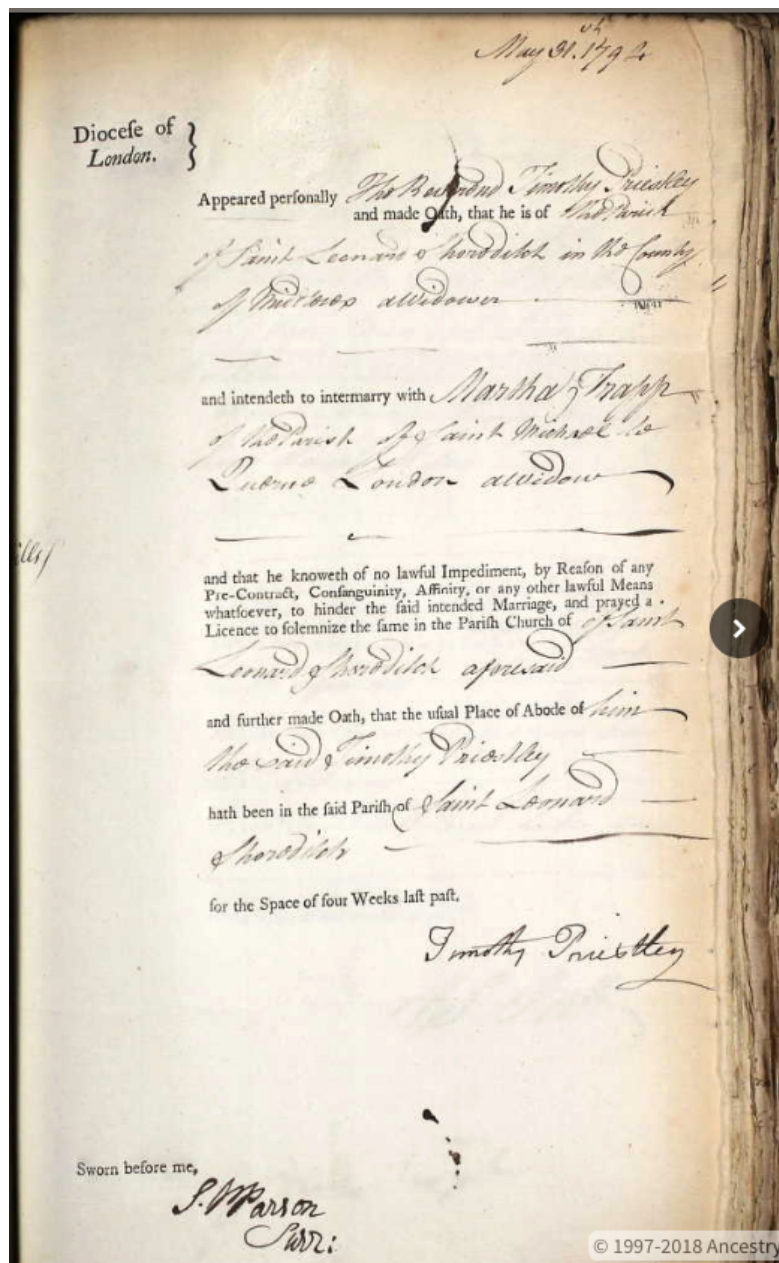 May 31.st 1792
Diocese of
London.
Appeared personally The Reverend Timothy Priestley
and made Oath, that he is of the Parish
of Saint Leonard Shoreditch in the County
of Middlesex a Widower
and intendeth to intermarry with Martha Trapp
of the Parish of Saint Michael le
Querne London a Widow
and that he knoweth of no lawful Impediment, by Reason of any
Pre-Contract, Consanguinity, Affinity, or any other lawful Means
whatsoever, to hinder the said intended Marriage, and prayed a
Licence to solemnize the same in the Parish Church of of Saint
Leonard Shoreditch aforesaid
and further made Oath, that the usual Place of Abode of him
the said Timothy Priestley
hath been in the said Parish of Saint Leonard
Shoreditch
for the Space of four Weeks last past.
Timothy Priestley
Sworn before me,
S. W Parson
Surr:
© 1997-2018 Ancestry